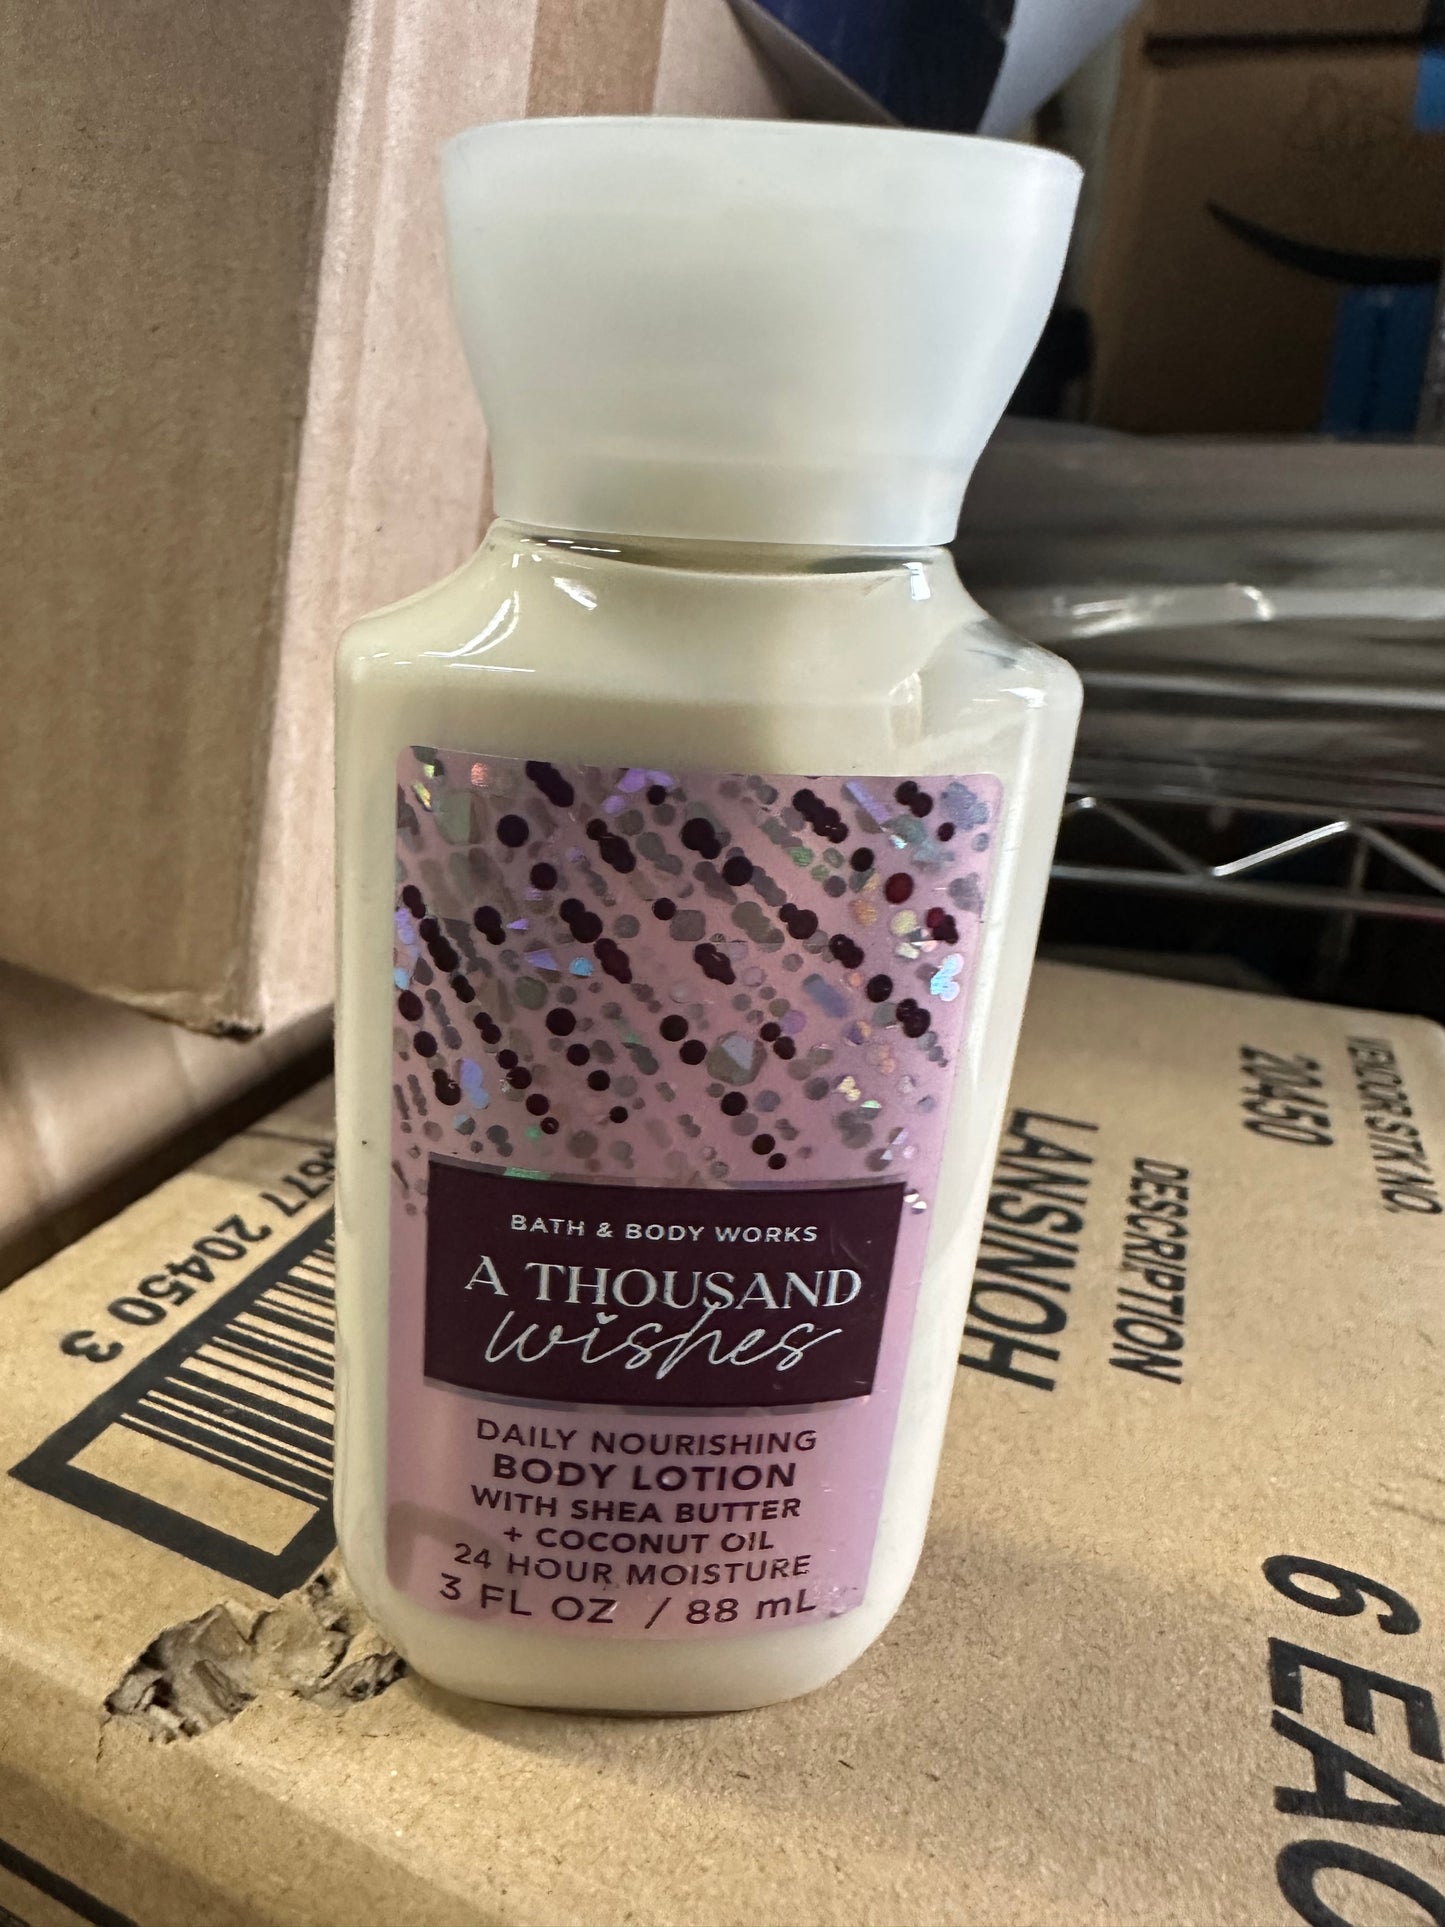 BATH & BODY WORKS
A THOUSAND
wishes
DAILY NOURISHING
BODY LOTION
WITH SHEA BUTTER
+ COCONUT OIL
24 HOUR MOISTURE
3 FL OZ / 88 mL
20450 3
VENDOR STK NO.
20450
DESCRIPTION
LANSINOH
6 EAC